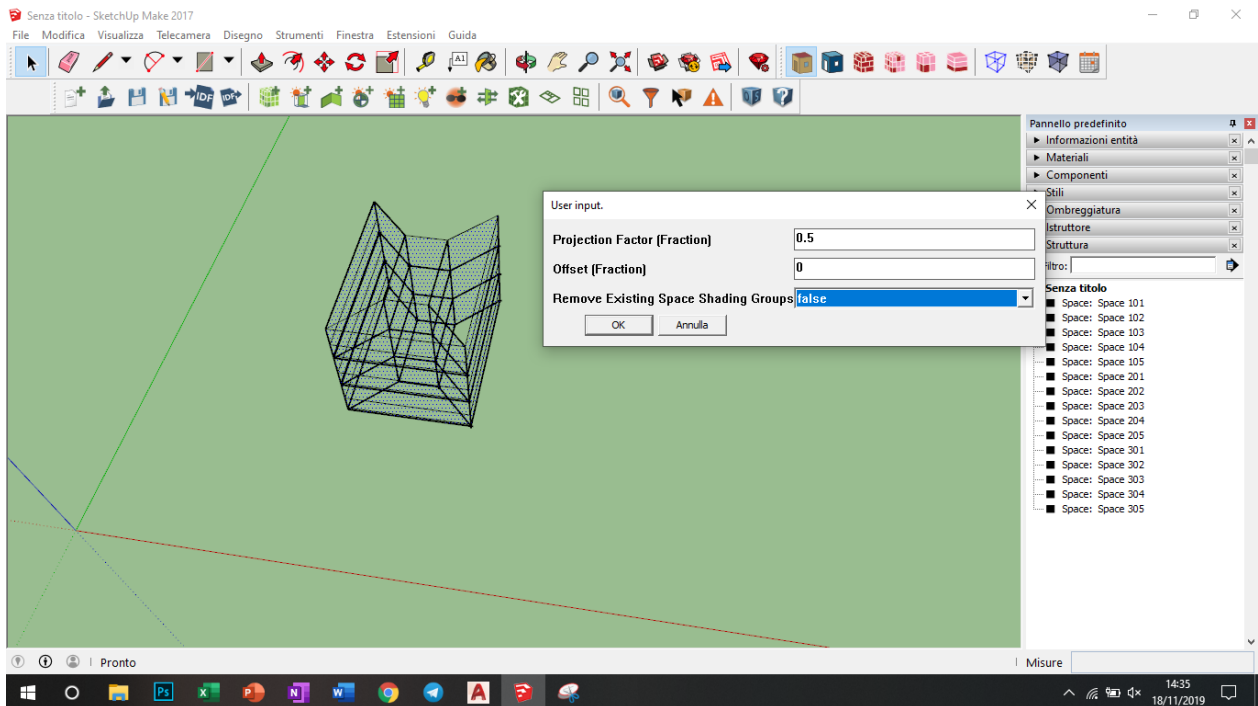 Senza titolo - SketchUp Make 2017
File Modifica Visualizza Telecamera Disegno Strumenti Finestra Estensioni Guida
A1
IDF
IDF
Pannello predefinito
Informazioni entità
Materiali
Componenti
Stili
Ombreggiatura
Istruttore
Struttura
Filtro:
Senza titolo
Space: Space 101
Space: Space 102
Space: Space 103
Space: Space 104
Space: Space 105
Space: Space 201
Space: Space 202
Space: Space 203
Space: Space 204
Space: Space 205
Space: Space 301
Space: Space 302
Space: Space 303
Space: Space 304
Space: Space 305
User input.
Projection Factor (Fraction) 0.5
Offset (Fraction) 0
Remove Existing Space Shading Groups false
OK Annulla
Pronto
Misure
14:35
18/11/2019